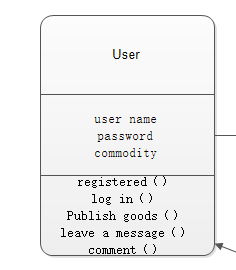 User
user name
password
commodity
registered ( )
log in ( )
Publish goods ( )
leave a message ( )
comment ( )